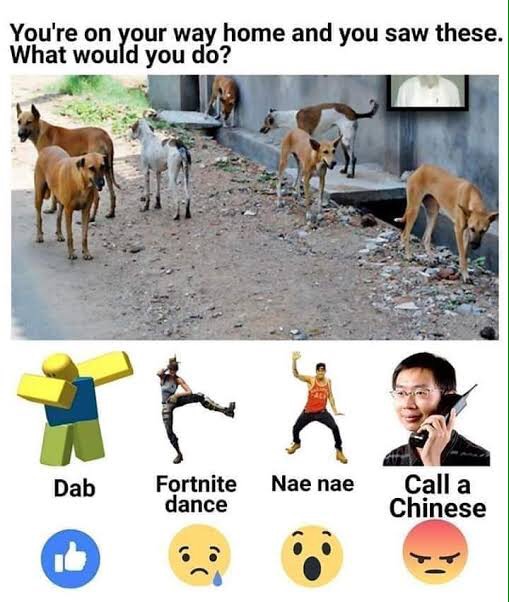 You're on your way home and you saw these.
What would you do?
Dab
Fortnite
dance
Nae nae
Call a
Chinese